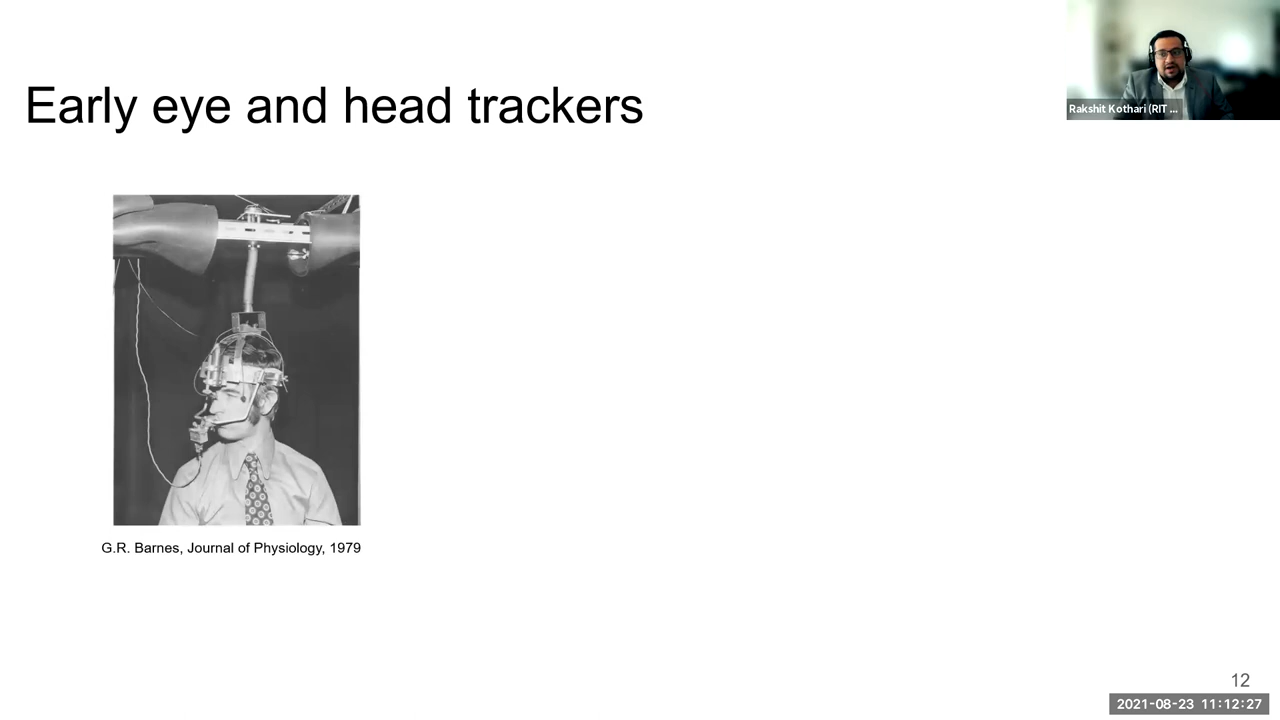 Early eye and head trackers
Rakshit Kothari (RIT ...
G.R. Barnes, Journal of Physiology, 1979
12
2021-08-23 11:12:27